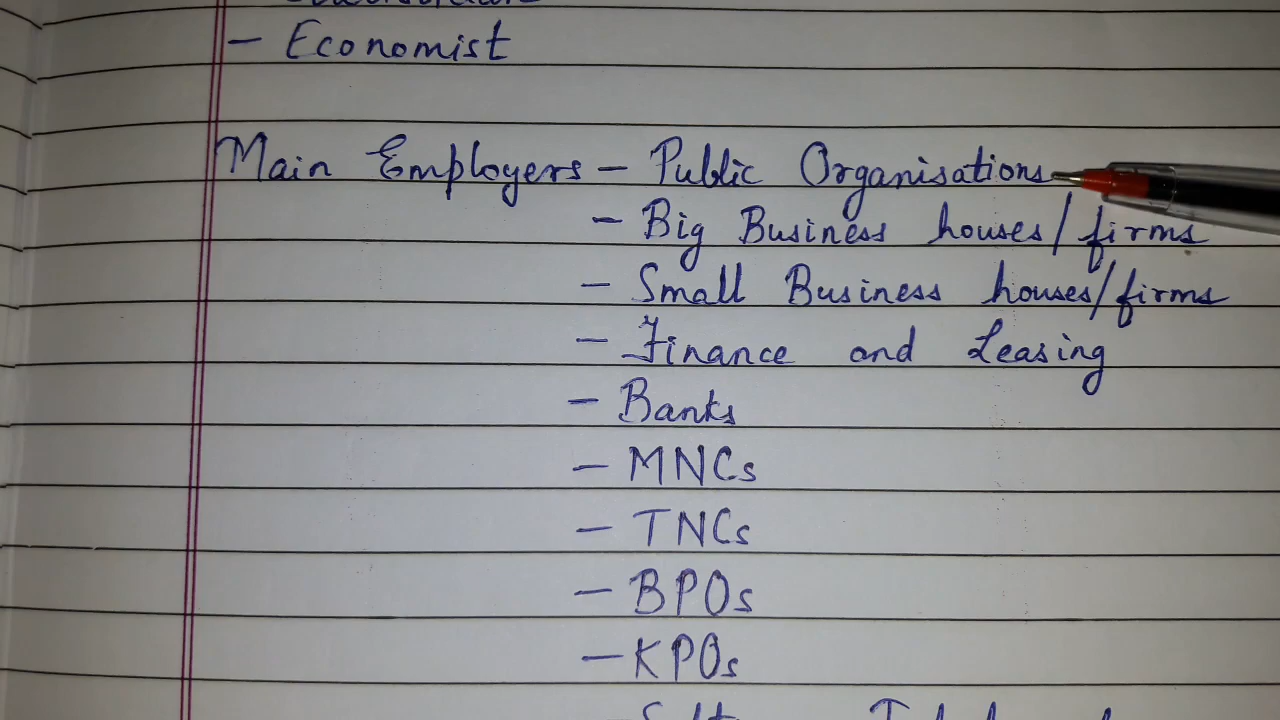 - Economist
Main Employers - Public Organisations
- Big Business houses/firms
- Small Business houses/firms
- Finance and Leasing
- Banks
- MNCs
- TNCs
- BPOs
- KPOs